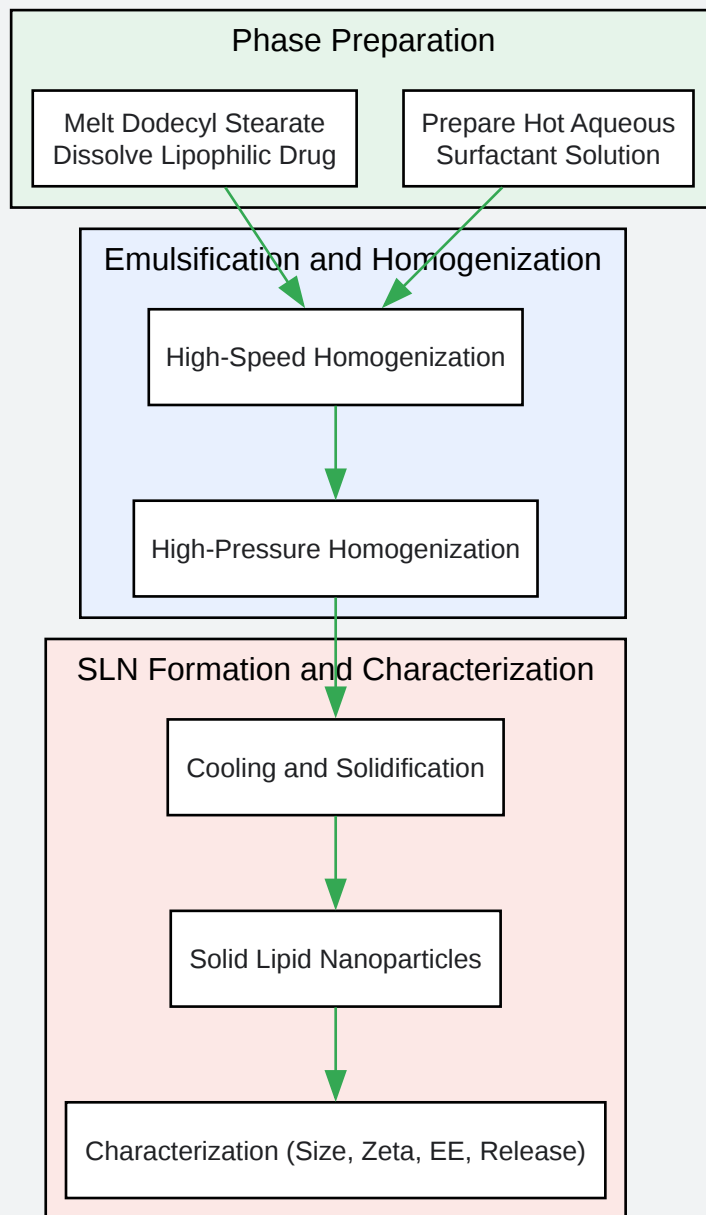 Phase Preparation
Melt Dodecyl Stearate
Dissolve Lipophilic Drug
Prepare Hot Aqueous
Surfactant Solution
Emulsification and Homogenization
High-Speed Homogenization
High-Pressure Homogenization
SLN Formation and Characterization
Cooling and Solidification
Solid Lipid Nanoparticles
Characterization (Size, Zeta, EE, Release)